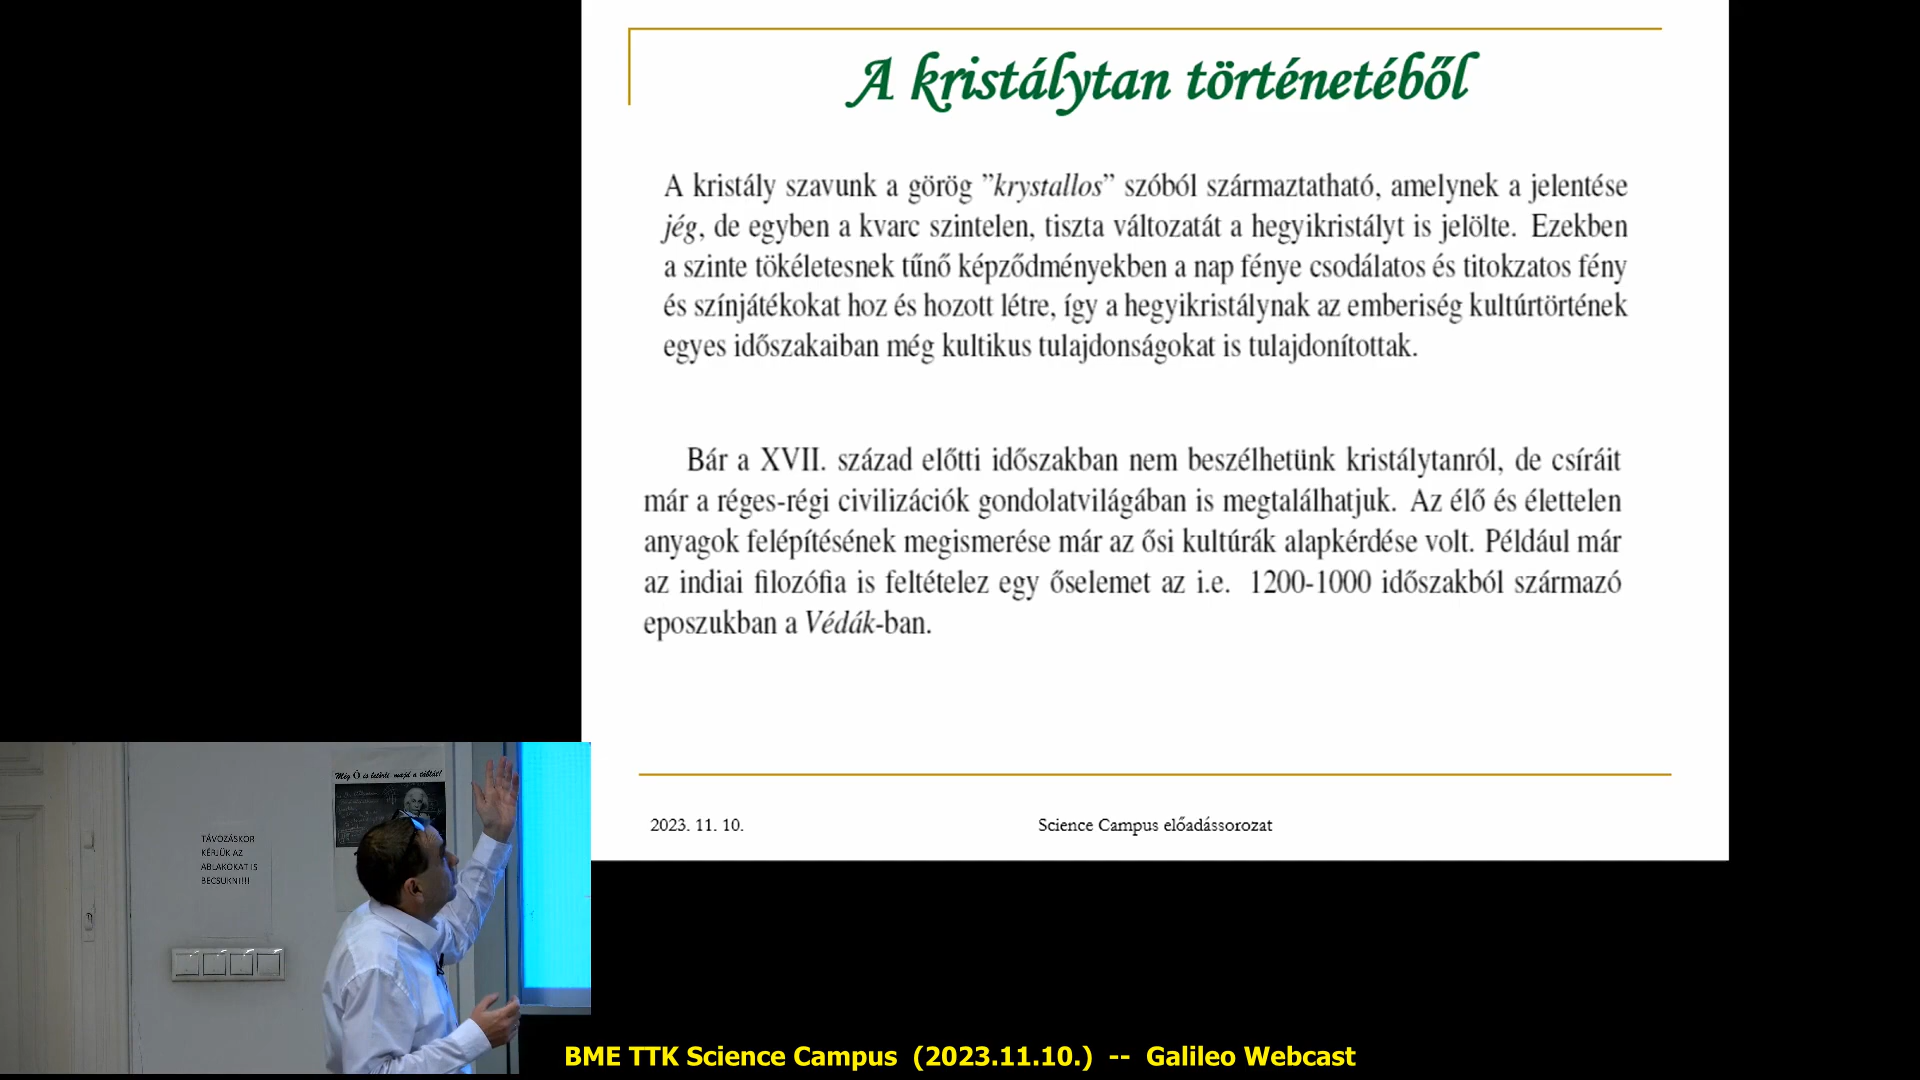 A kristálytan történetéből
A kristály szavunk a görög ”krystallos” szóból származtatható, amelynek a jelentése
jég, de egyben a kvarc szintelen, tiszta változatát a hegyikristályt is jelölte. Ezekben
a szinte tökéletesnek tűnő képződményekben a nap fénye csodálatos és titokzatos fény
és színjátékokat hoz és hozott létre, így a hegyikristálynak az emberiség kultúrtörtének
egyes időszakaiban még kultikus tulajdonságokat is tulajdonítottak.
Bár a XVII. század előtti időszakban nem beszélhetünk kristálytanról, de csíráit
már a réges-régi civilizációk gondolatvilágában is megtalálhatjuk. Az élő és élettelen
anyagok felépítésének megismerése már az ősi kultúrák alapkérdése volt. Például már
az indiai filozófia is feltételez egy őselemet az i.e. 1200-1000 időszakból származó
eposzukban a Védák-ban.
2023. 11. 10.
Science Campus előadássorozat
Még Ő is letörli majd a táblát!
TÁVOZÁSKOR
KÉRJÜK AZ
ABLAKOKAT IS
BECSUKNI!!!!
BME TTK Science Campus (2023.11.10.) -- Galileo Webcast